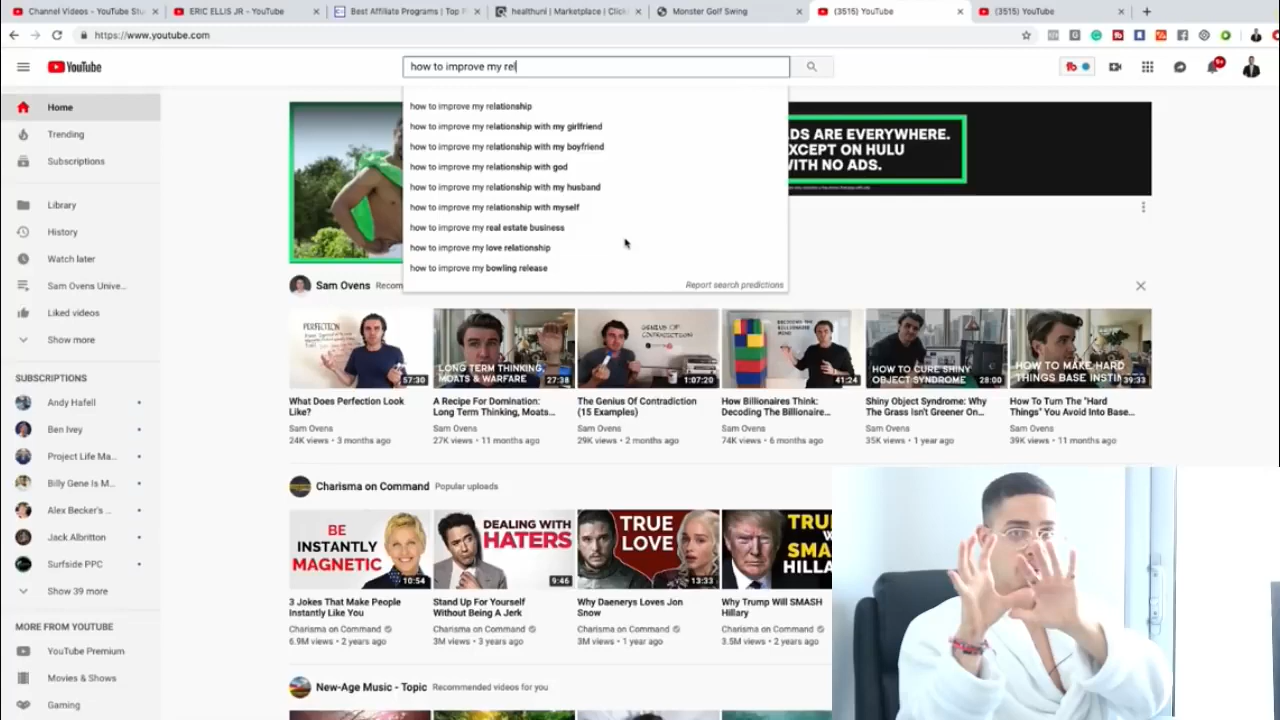 Channel Videos - YouTube Stu
ERIC ELLIS JR - YouTube
Best Affiliate Programs | Top P
healthuni | Marketplace | Click
Monster Golf Swing
(3515) YouTube
(3515) YouTube
https://www.youtube.com
YouTube
how to improve my rel
9+
Home
Trending
Subscriptions
Library
History
Watch later
Sam Ovens Unive...
Liked videos
Show more
SUBSCRIPTIONS
Andy Hafell
Ben Ivey
Project Life Ma...
Billy Gene Is M...
Alex Becker's ...
Jack Albritton
Surfside PPC
Show 39 more
MORE FROM YOUTUBE
YouTube Premium
Movies & Shows
Gaming
how to improve my relationship
how to improve my relationship with my girlfriend
how to improve my relationship with my boyfriend
how to improve my relationship with god
how to improve my relationship with my husband
how to improve my relationship with myself
how to improve my real estate business
how to improve my love relationship
how to improve my bowling release
Report search predictions
ADS ARE EVERYWHERE.
EXCEPT ON HULU
WITH NO ADS.
Sam Ovens Recom
PERFECTION
57:30
LONG TERM THINKING,
MOATS & WARFARE
27:38
GENIUS OF
CONTRADICTION
1:07:20
DECODING THE BILLIONAIRE
MIND
41:24
HOW TO CURE SHINY
OBJECT SYNDROME
28:00
HOW TO MAKE HARD
THINGS BASE INSTI
39:33
What Does Perfection Look
Like?
Sam Ovens
24K views • 3 months ago
A Recipe For Domination:
Long Term Thinking, Moats...
Sam Ovens
27K views • 11 months ago
The Genius Of Contradiction
(15 Examples)
Sam Ovens
29K views • 2 months ago
How Billionaires Think:
Decoding The Billionaire...
Sam Ovens
74K views • 6 months ago
Shiny Object Syndrome: Why
The Grass Isn't Greener On...
Sam Ovens
35K views • 1 year ago
How To Turn The "Hard
Things" You Avoid Into Base...
Sam Ovens
39K views • 11 months ago
Charisma on Command Popular uploads
BE
INSTANTLY
MAGNETIC
10:54
DEALING WITH
HATERS
9:46
TRUE
LOVE
13:33
TRU
SMA
HILLA
3 Jokes That Make People
Instantly Like You
Charisma on Command
6.9M views • 2 years ago
Stand Up For Yourself
Without Being A Jerk
Charisma on Command
3M views • 3 years ago
Why Daenerys Loves Jon
Snow
Charisma on Command
3M views • 1 year ago
Why Trump Will SMASH
Hillary
Charisma on Command
3.5M views • 2 years ago
New-Age Music - Topic Recommended videos for you